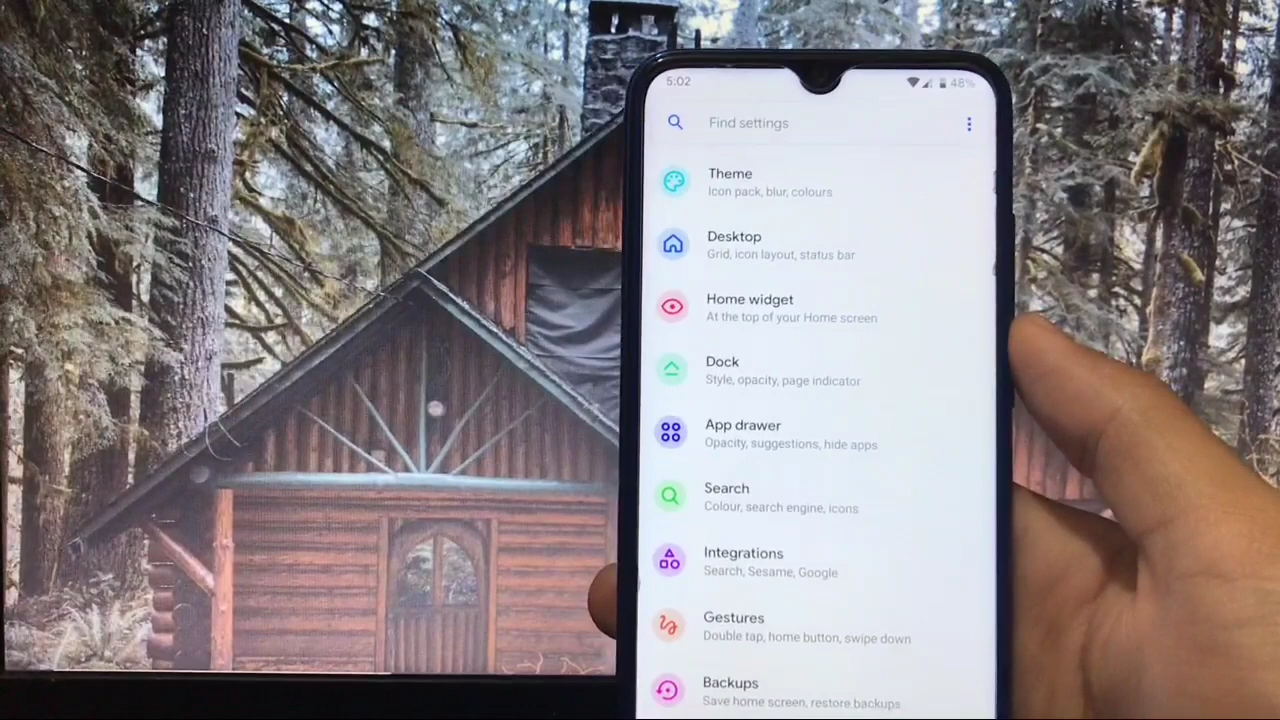 5:02
48%
Find settings
Theme
Icon pack, blur, colours
Desktop
Grid, icon layout, status bar
Home widget
At the top of your Home screen
Dock
Style, opacity, page indicator
App drawer
Opacity, suggestions, hide apps
Search
Colour, search engine, icons
Integrations
Search, Sesame, Google
Gestures
Double tap, home button, swipe down
Backups
Save home screen, restore backups